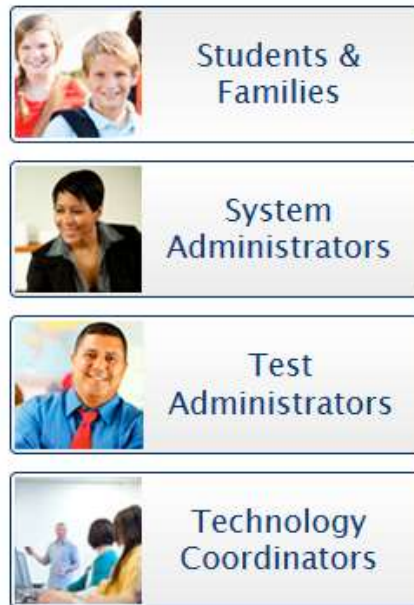 Students &
Families
System
Administrators
Test
Administrators
Technology
Coordinators